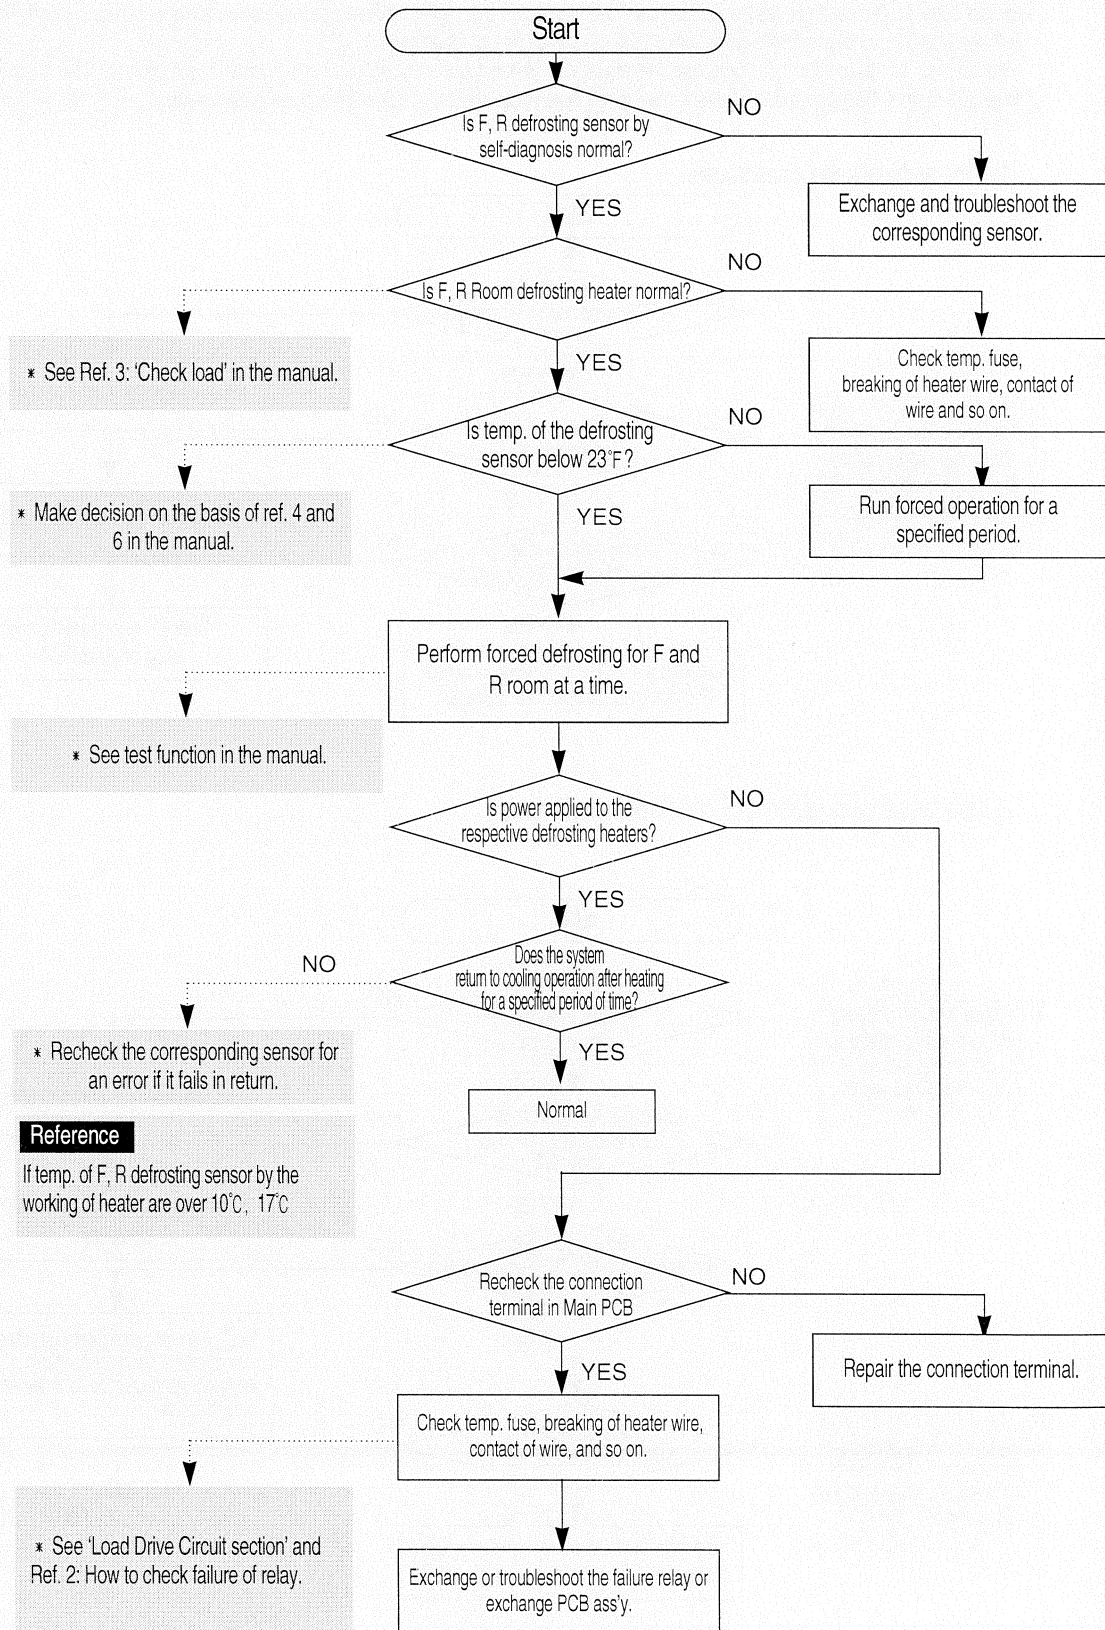 Start
Is F, R defrosting sensor by
self-diagnosis normal?
NO
Exchange and troubleshoot the
corresponding sensor.
YES
Is F, R Room defrosting heater normal?
NO
* See Ref. 3: 'Check load' in the manual.
Check temp. fuse,
breaking of heater wire, contact of
wire and so on.
YES
Is temp. of the defrosting
sensor below 23°F?
NO
* Make decision on the basis of ref. 4 and
6 in the manual.
Run forced operation for a
specified period.
YES
Perform forced defrosting for F and
R room at a time.
* See test function in the manual.
Is power applied to the
respective defrosting heaters?
NO
YES
Does the system
return to cooling operation after heating
for a specified period of time?
NO
* Recheck the corresponding sensor for
an error if it fails in return.
YES
Normal
Reference
If temp. of F, R defrosting sensor by the
working of heater are over 10°C, 17°C
Recheck the connection
terminal in Main PCB
NO
Repair the connection terminal.
YES
Check temp. fuse, breaking of heater wire,
contact of wire, and so on.
* See 'Load Drive Circuit section' and
Ref. 2: How to check failure of relay.
Exchange or troubleshoot the failure relay or
exchange PCB ass'y.